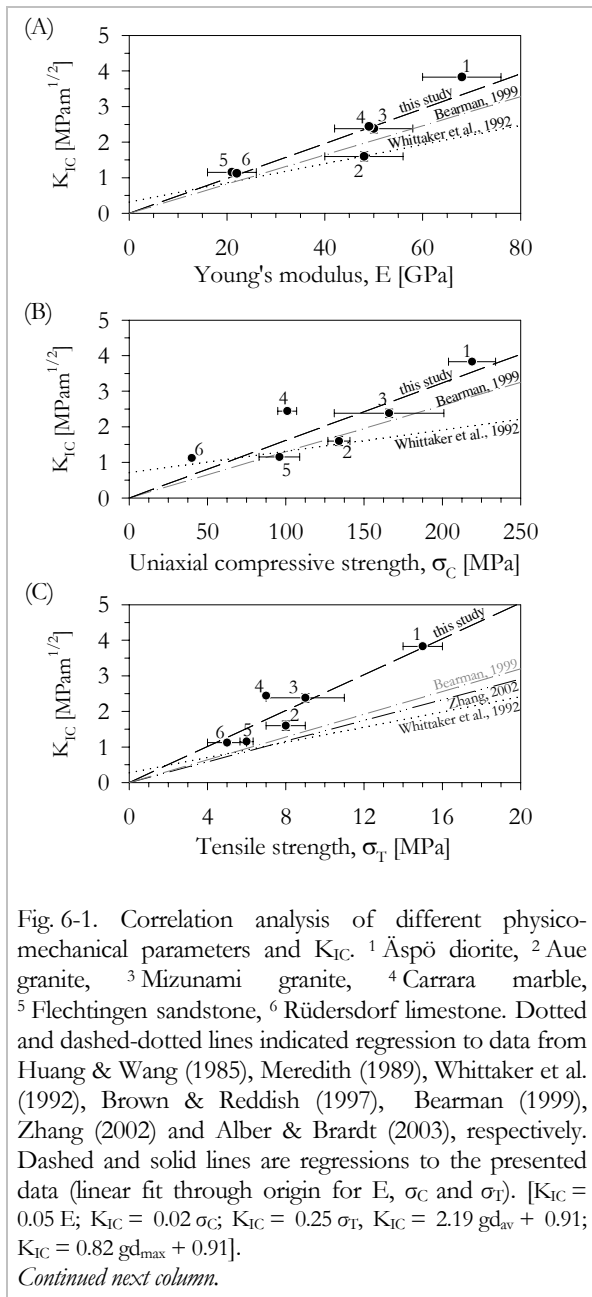 (A)
5
4
3
2
1
0
K_IC [MPam^1/2]
1
this study
Bearman, 1999
4 3
Whittaker et al., 1992
2
5 6
0 20 40 60 80
Young's modulus, E [GPa]
(B)
5
4
3
2
1
0
K_IC [MPam^1/2]
1
this study
Bearman, 1999
4
3
2
Whittaker et al., 1992
6
5
0 50 100 150 200 250
Uniaxial compressive strength, σ_C [MPa]
(C)
5
4
3
2
1
0
K_IC [MPam^1/2]
this study
1
4 3
Bearman, 1999
Zhang, 2002
Whittaker et al., 1992
2
6 5
0 4 8 12 16 20
Tensile strength, σ_T [MPa]
Fig. 6-1. Correlation analysis of different physico-
mechanical parameters and K_IC. ¹ Äspö diorite, ² Aue
granite, ³ Mizunami granite, ⁴ Carrara marble,
⁵ Flechtingen sandstone, ⁶ Rüdersdorf limestone. Dotted
and dashed-dotted lines indicated regression to data from
Huang & Wang (1985), Meredith (1989), Whittaker et al.
(1992), Brown & Reddish (1997), Bearman (1999),
Zhang (2002) and Alber & Brardt (2003), respectively.
Dashed and solid lines are regressions to the presented
data (linear fit through origin for E, σ_C and σ_T). [K_IC =
0.05 E; K_IC = 0.02 σ_C; K_IC = 0.25 σ_T, K_IC = 2.19 gd_av + 0.91;
K_IC = 0.82 gd_max + 0.91].
Continued next column.